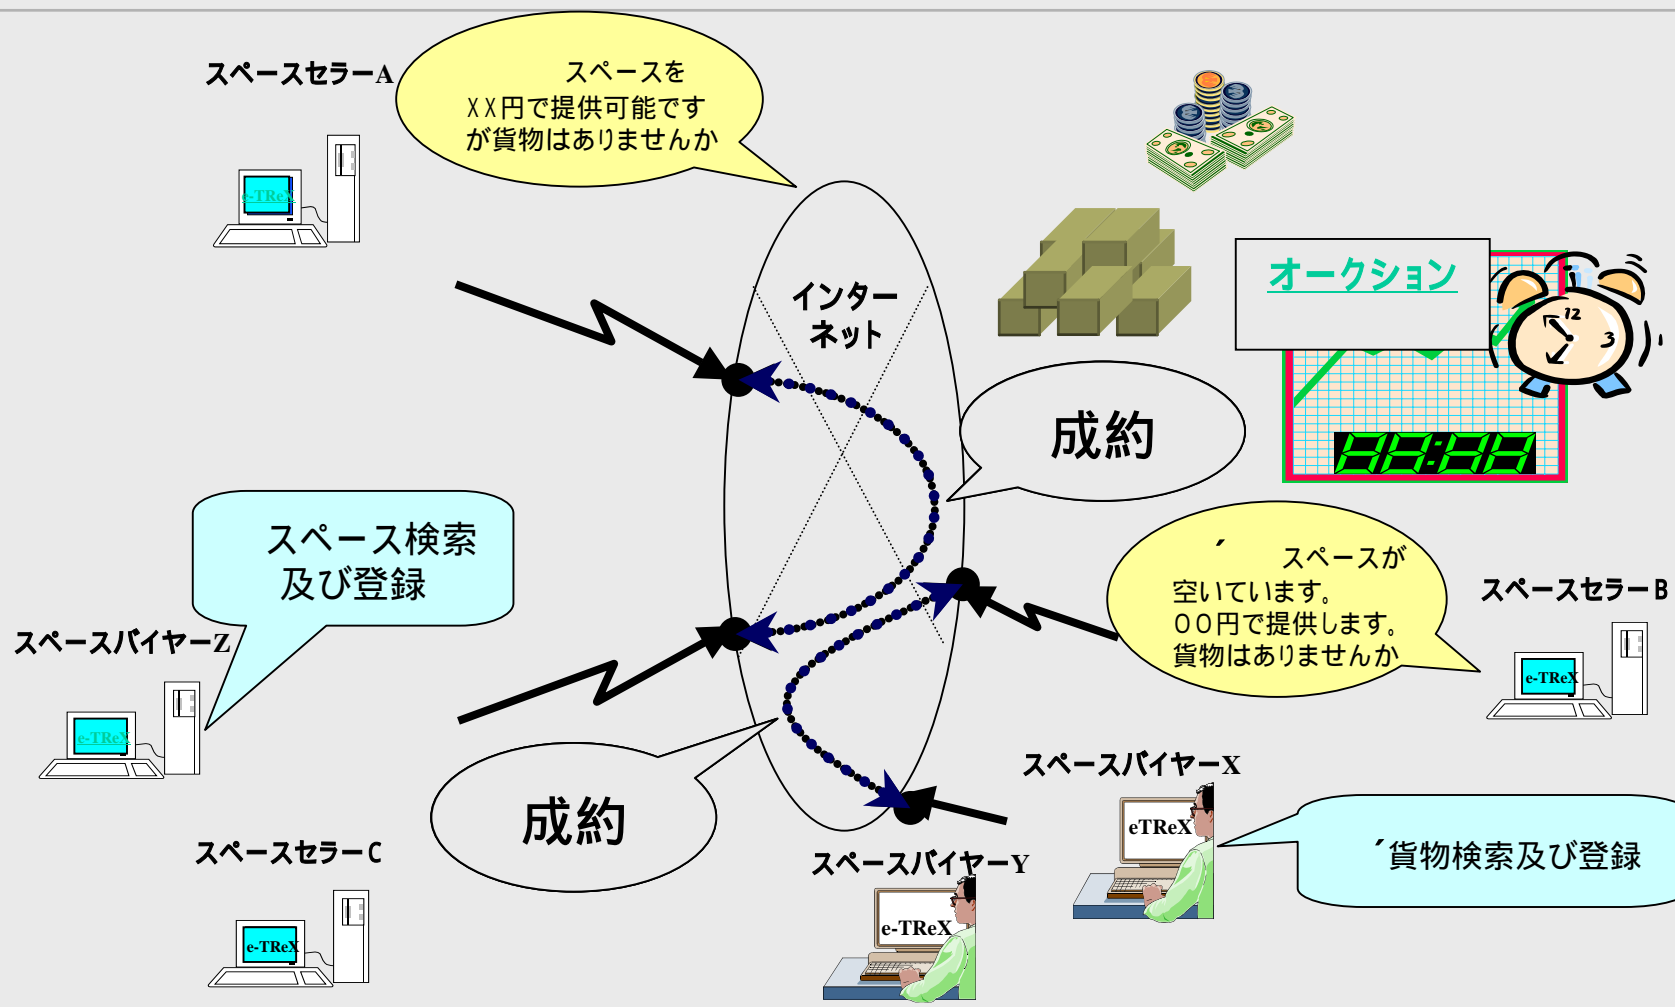 スペースセラーA
スペースを
XX円で提供可能です
が貨物はありませんか
e-TReX
インター
ネット
オークション
12
3
成約
スペース検索
及び登録
スペースバイヤーZ
e-TReX
´ スペースが
空いています。
００円で提供します。
貨物はありませんか
スペースセラーB
e-TReX
成約
スペースバイヤーX
eTReX
´貨物検索及び登録
スペースセラーC
e-TReX
スペースバイヤーY
e-TReX